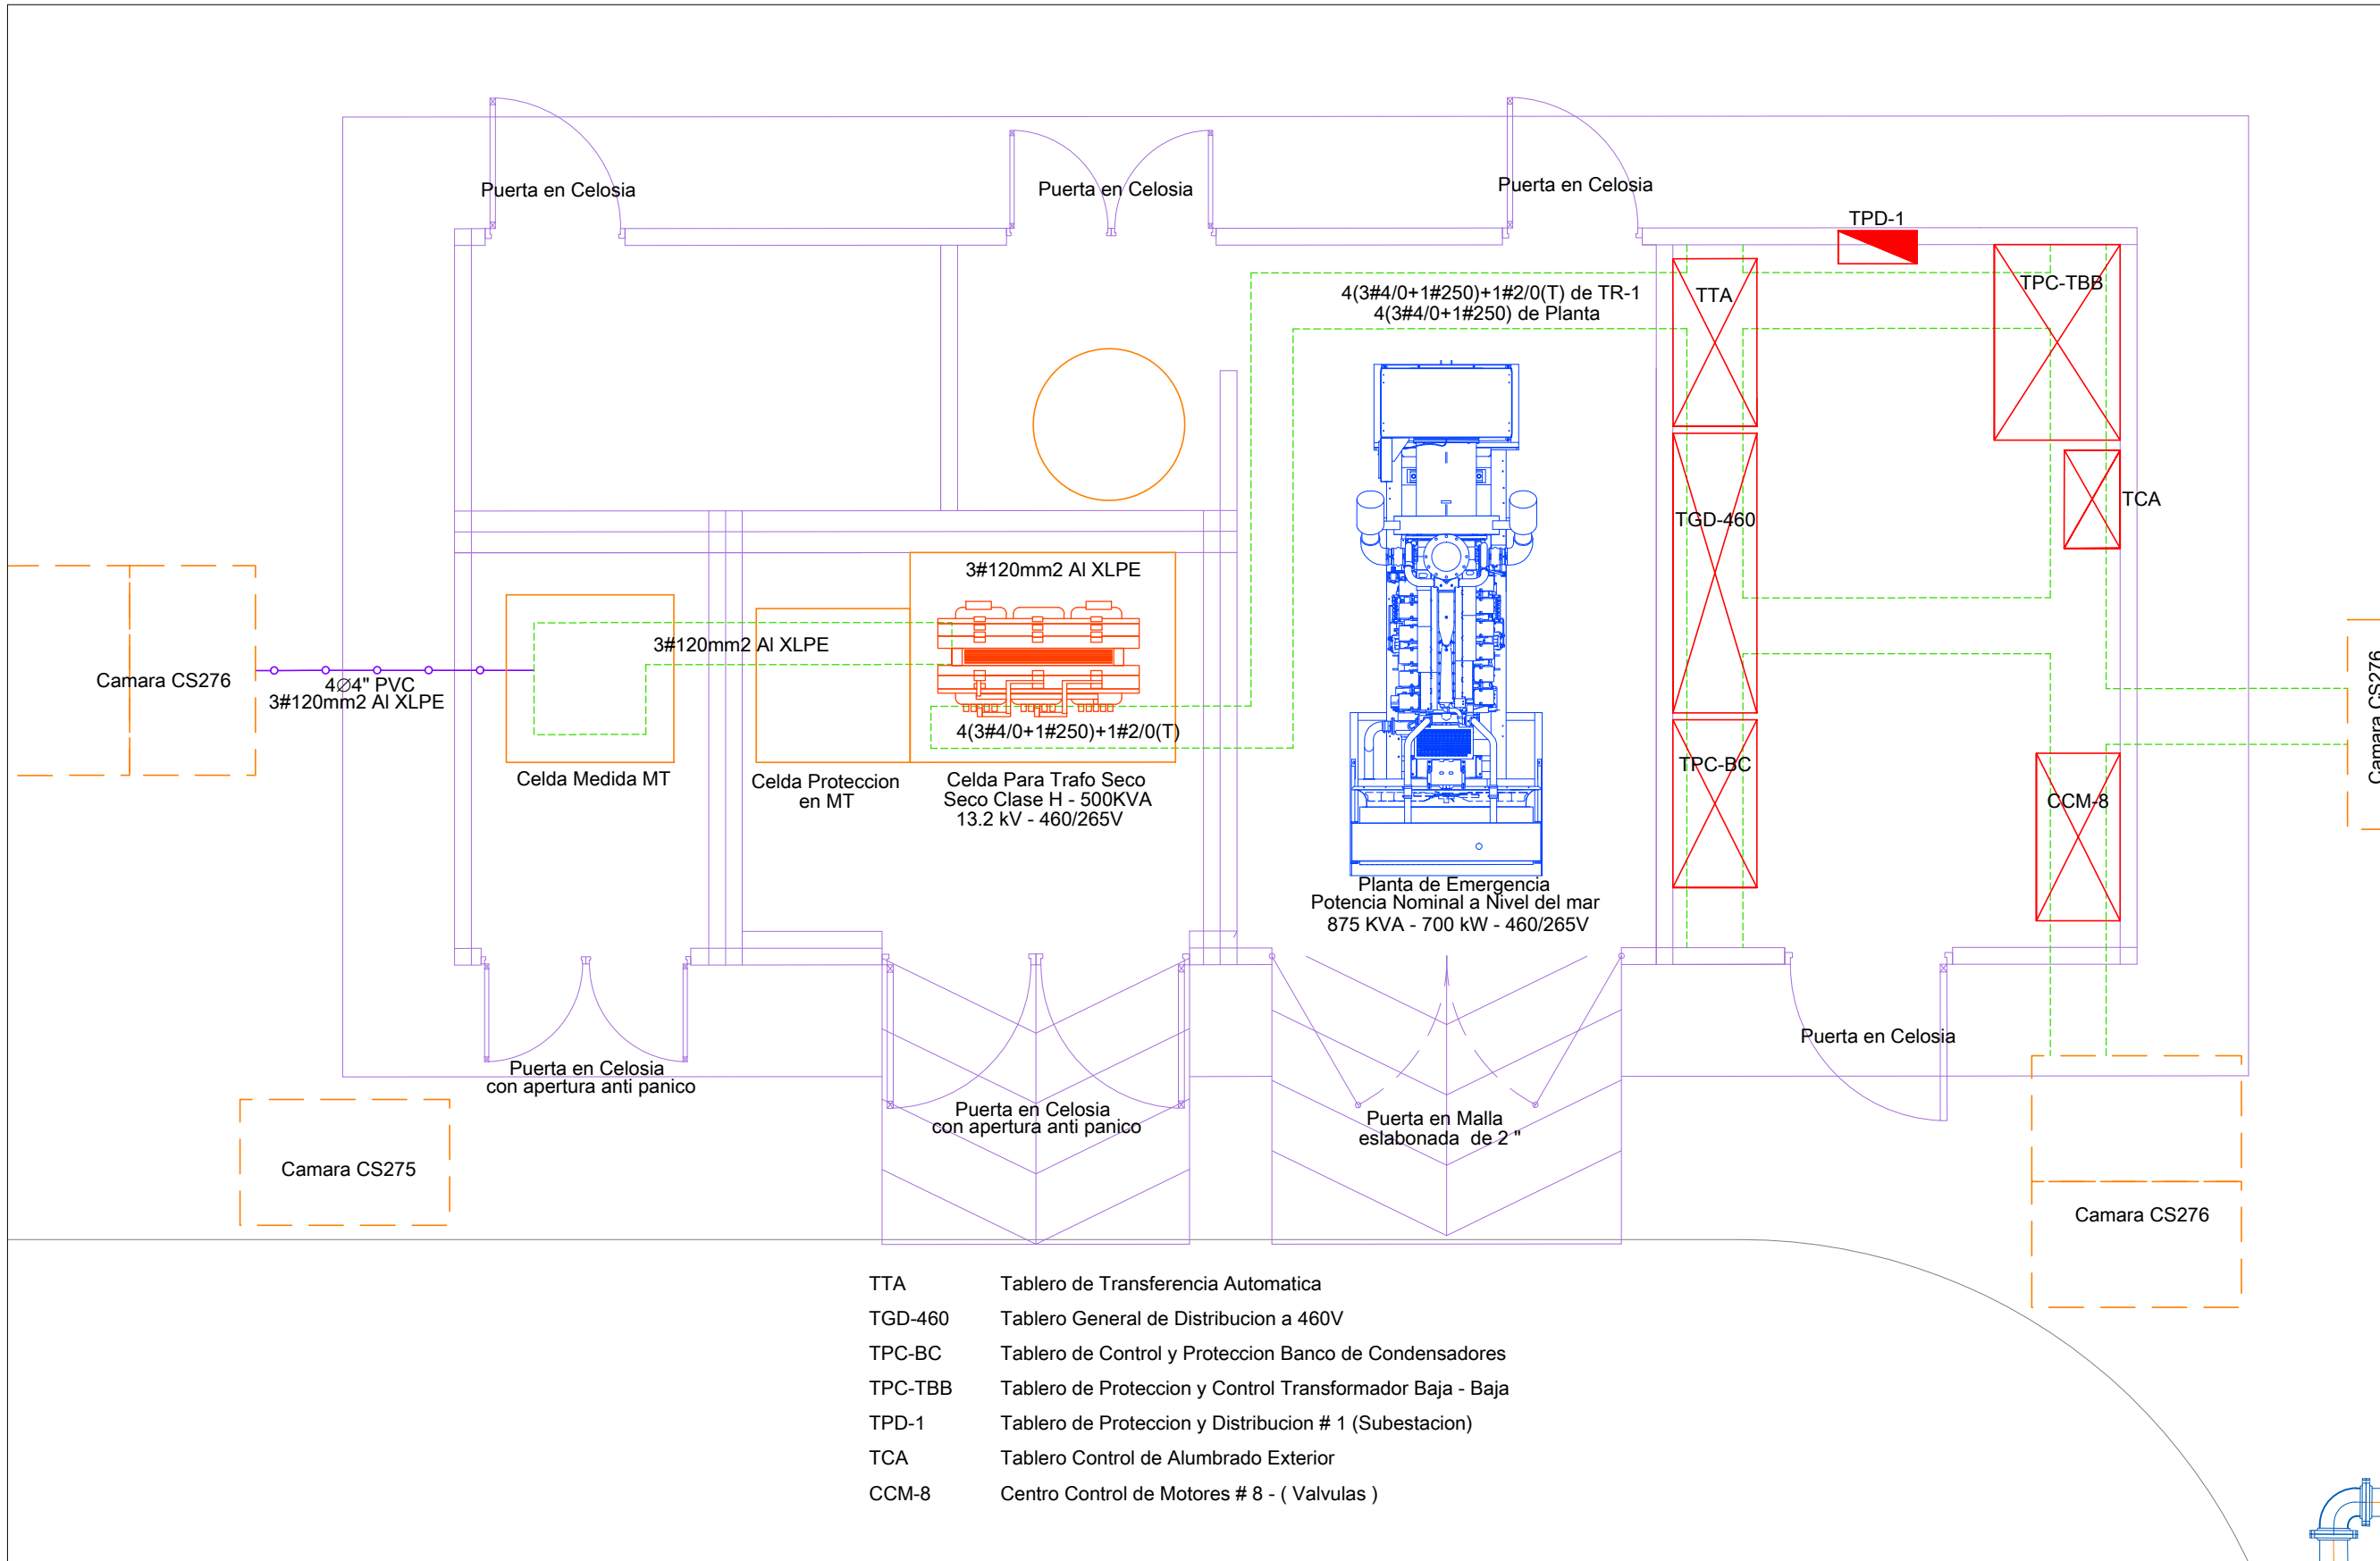 Puerta en Celosia
Puerta en Celosia
Puerta en Celosia
TPD-1
4(3#4/0+1#250)+1#2/0(T) de TR-1
4(3#4/0+1#250) de Planta
TTA
TPC-TBB
TCA
TGD-460
3#120mm2 Al XLPE
3#120mm2 Al XLPE
Camara CS276
4Ø4" PVC
3#120mm2 Al XLPE
4(3#4/0+1#250)+1#2/0(T)
Camara CS276
TPC-BC
CCM-8
Celda Medida MT
Celda Proteccion
en MT
Celda Para Trafo Seco
Seco Clase H - 500KVA
13.2 kV - 460/265V
Planta de Emergencia
Potencia Nominal a Nivel del mar
875 KVA - 700 kW - 460/265V
Puerta en Celosia
Puerta en Celosia
con apertura anti panico
Puerta en Celosia
con apertura anti panico
Puerta en Malla
eslabonada de 2 "
Camara CS275
Camara CS276
TTA Tablero de Transferencia Automatica
TGD-460 Tablero General de Distribucion a 460V
TPC-BC Tablero de Control y Proteccion Banco de Condensadores
TPC-TBB Tablero de Proteccion y Control Transformador Baja - Baja
TPD-1 Tablero de Proteccion y Distribucion # 1 (Subestacion)
TCA Tablero Control de Alumbrado Exterior
CCM-8 Centro Control de Motores # 8 - ( Valvulas )